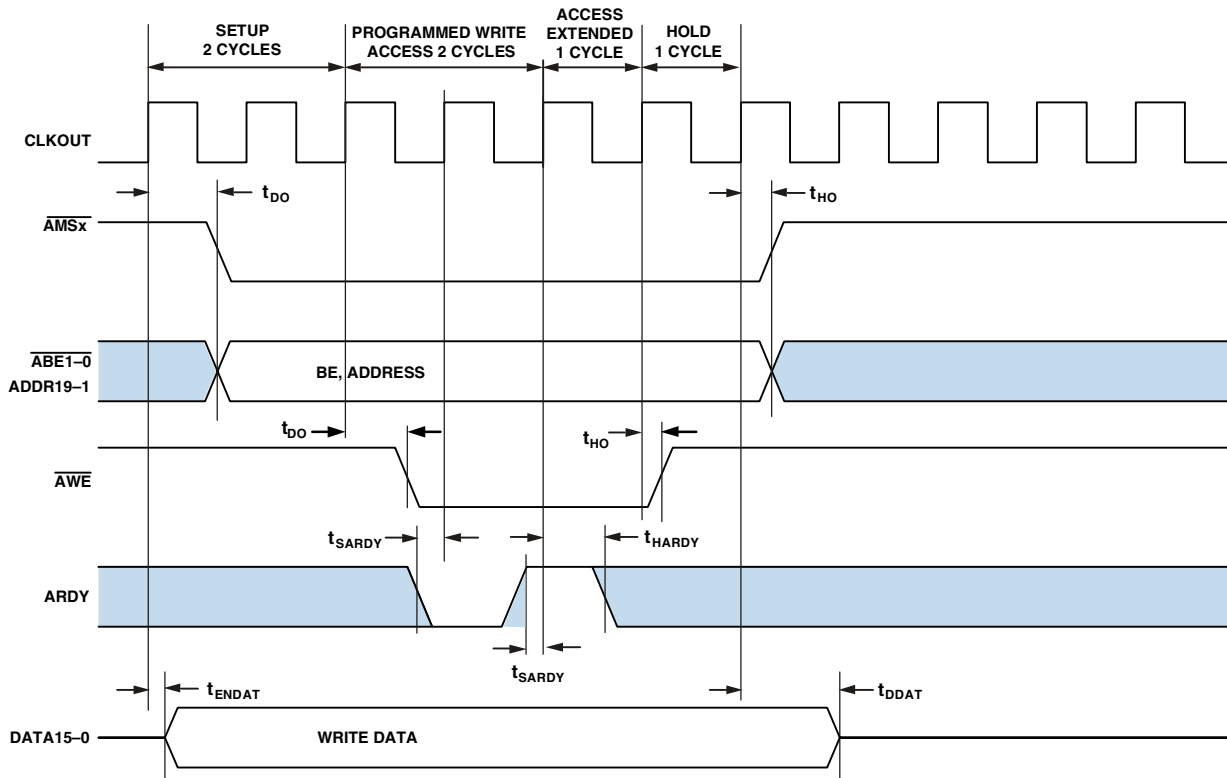 SETUP
2 CYCLES
PROGRAMMED WRITE
ACCESS 2 CYCLES
ACCESS
EXTENDED
1 CYCLE
HOLD
1 CYCLE
CLKOUT
tDO
tHO
AMSx
ABE1–0
ADDR19–1
BE, ADDRESS
tDO
tHO
AWE
tSARDY
tHARDY
ARDY
tSARDY
tENDAT
tDDAT
DATA15–0
WRITE DATA